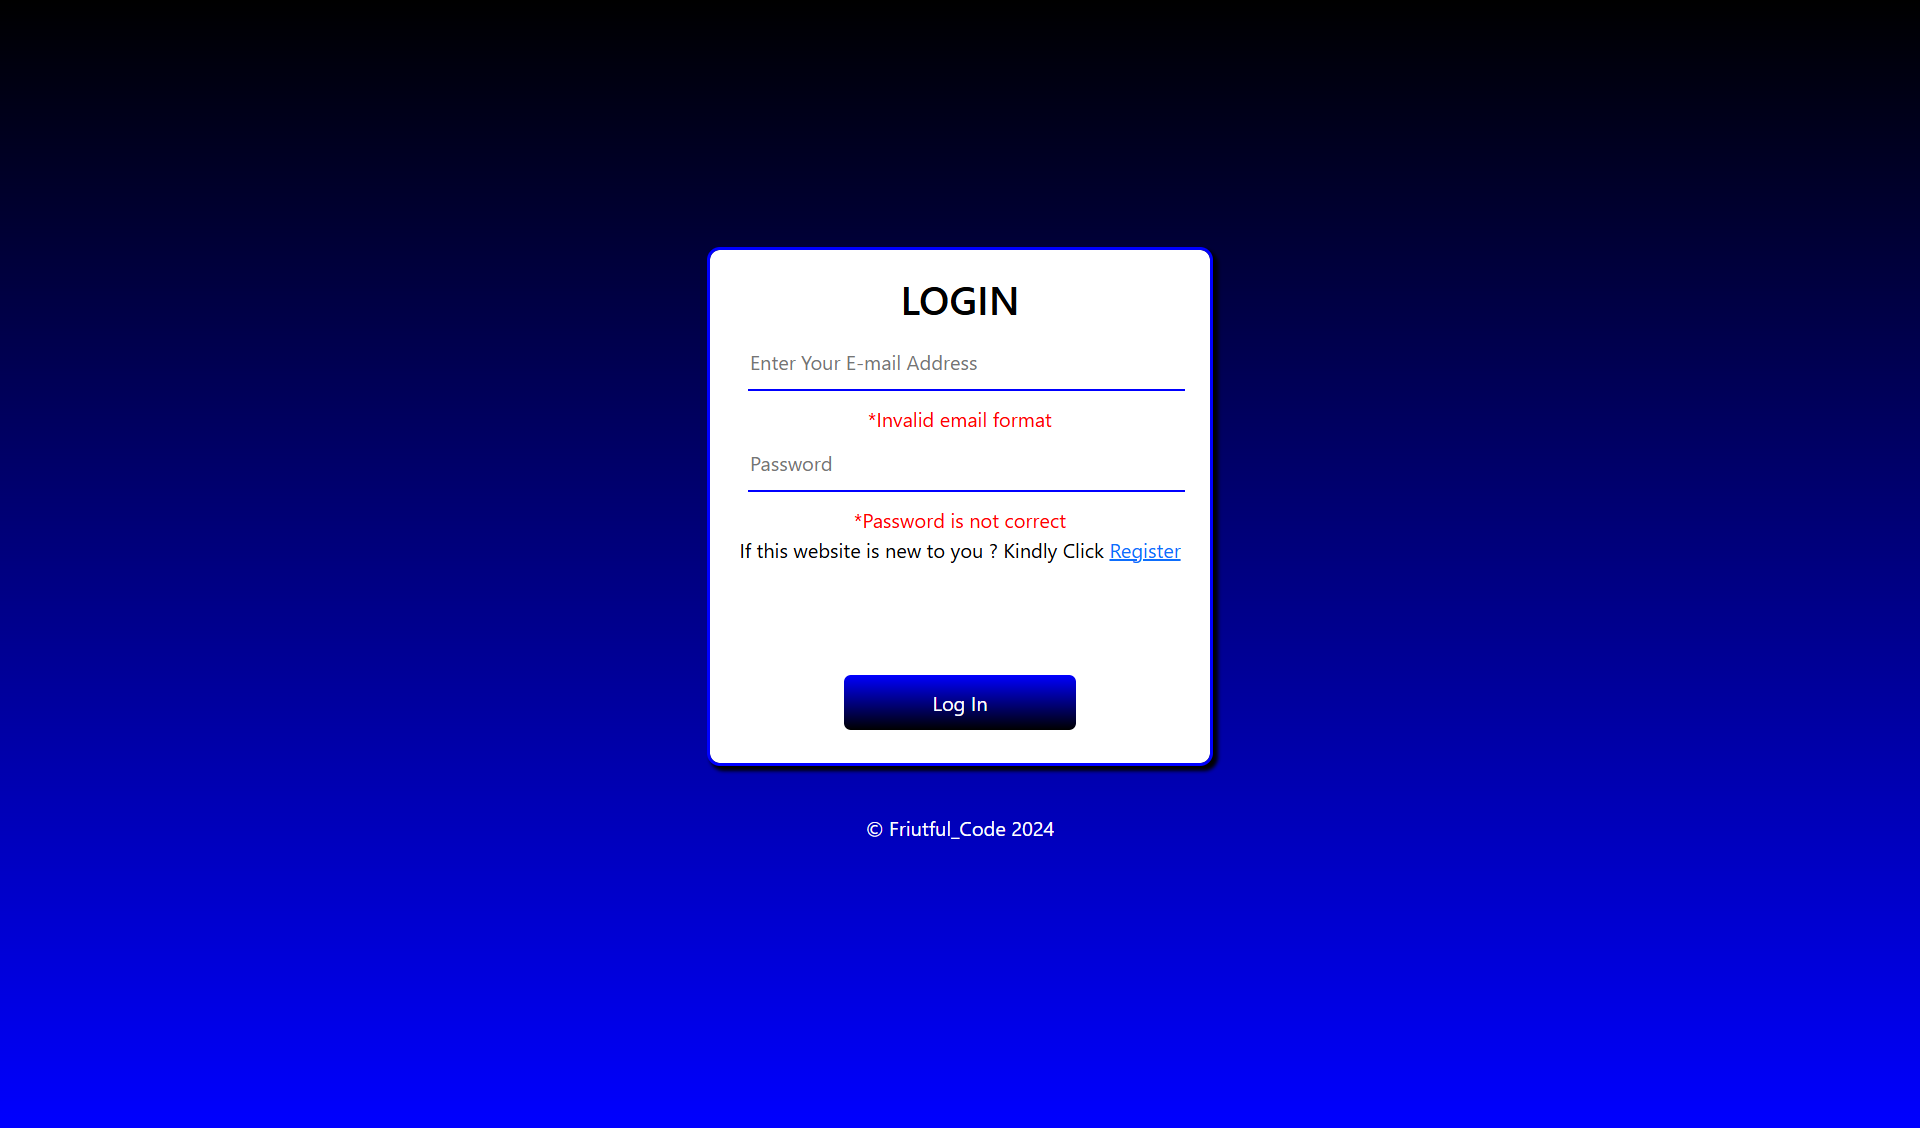 LOGIN
Enter Your E-mail Address
*Invalid email format
Password
*Password is not correct
If this website is new to you ? Kindly Click Register
Log In
© Friutful_Code 2024